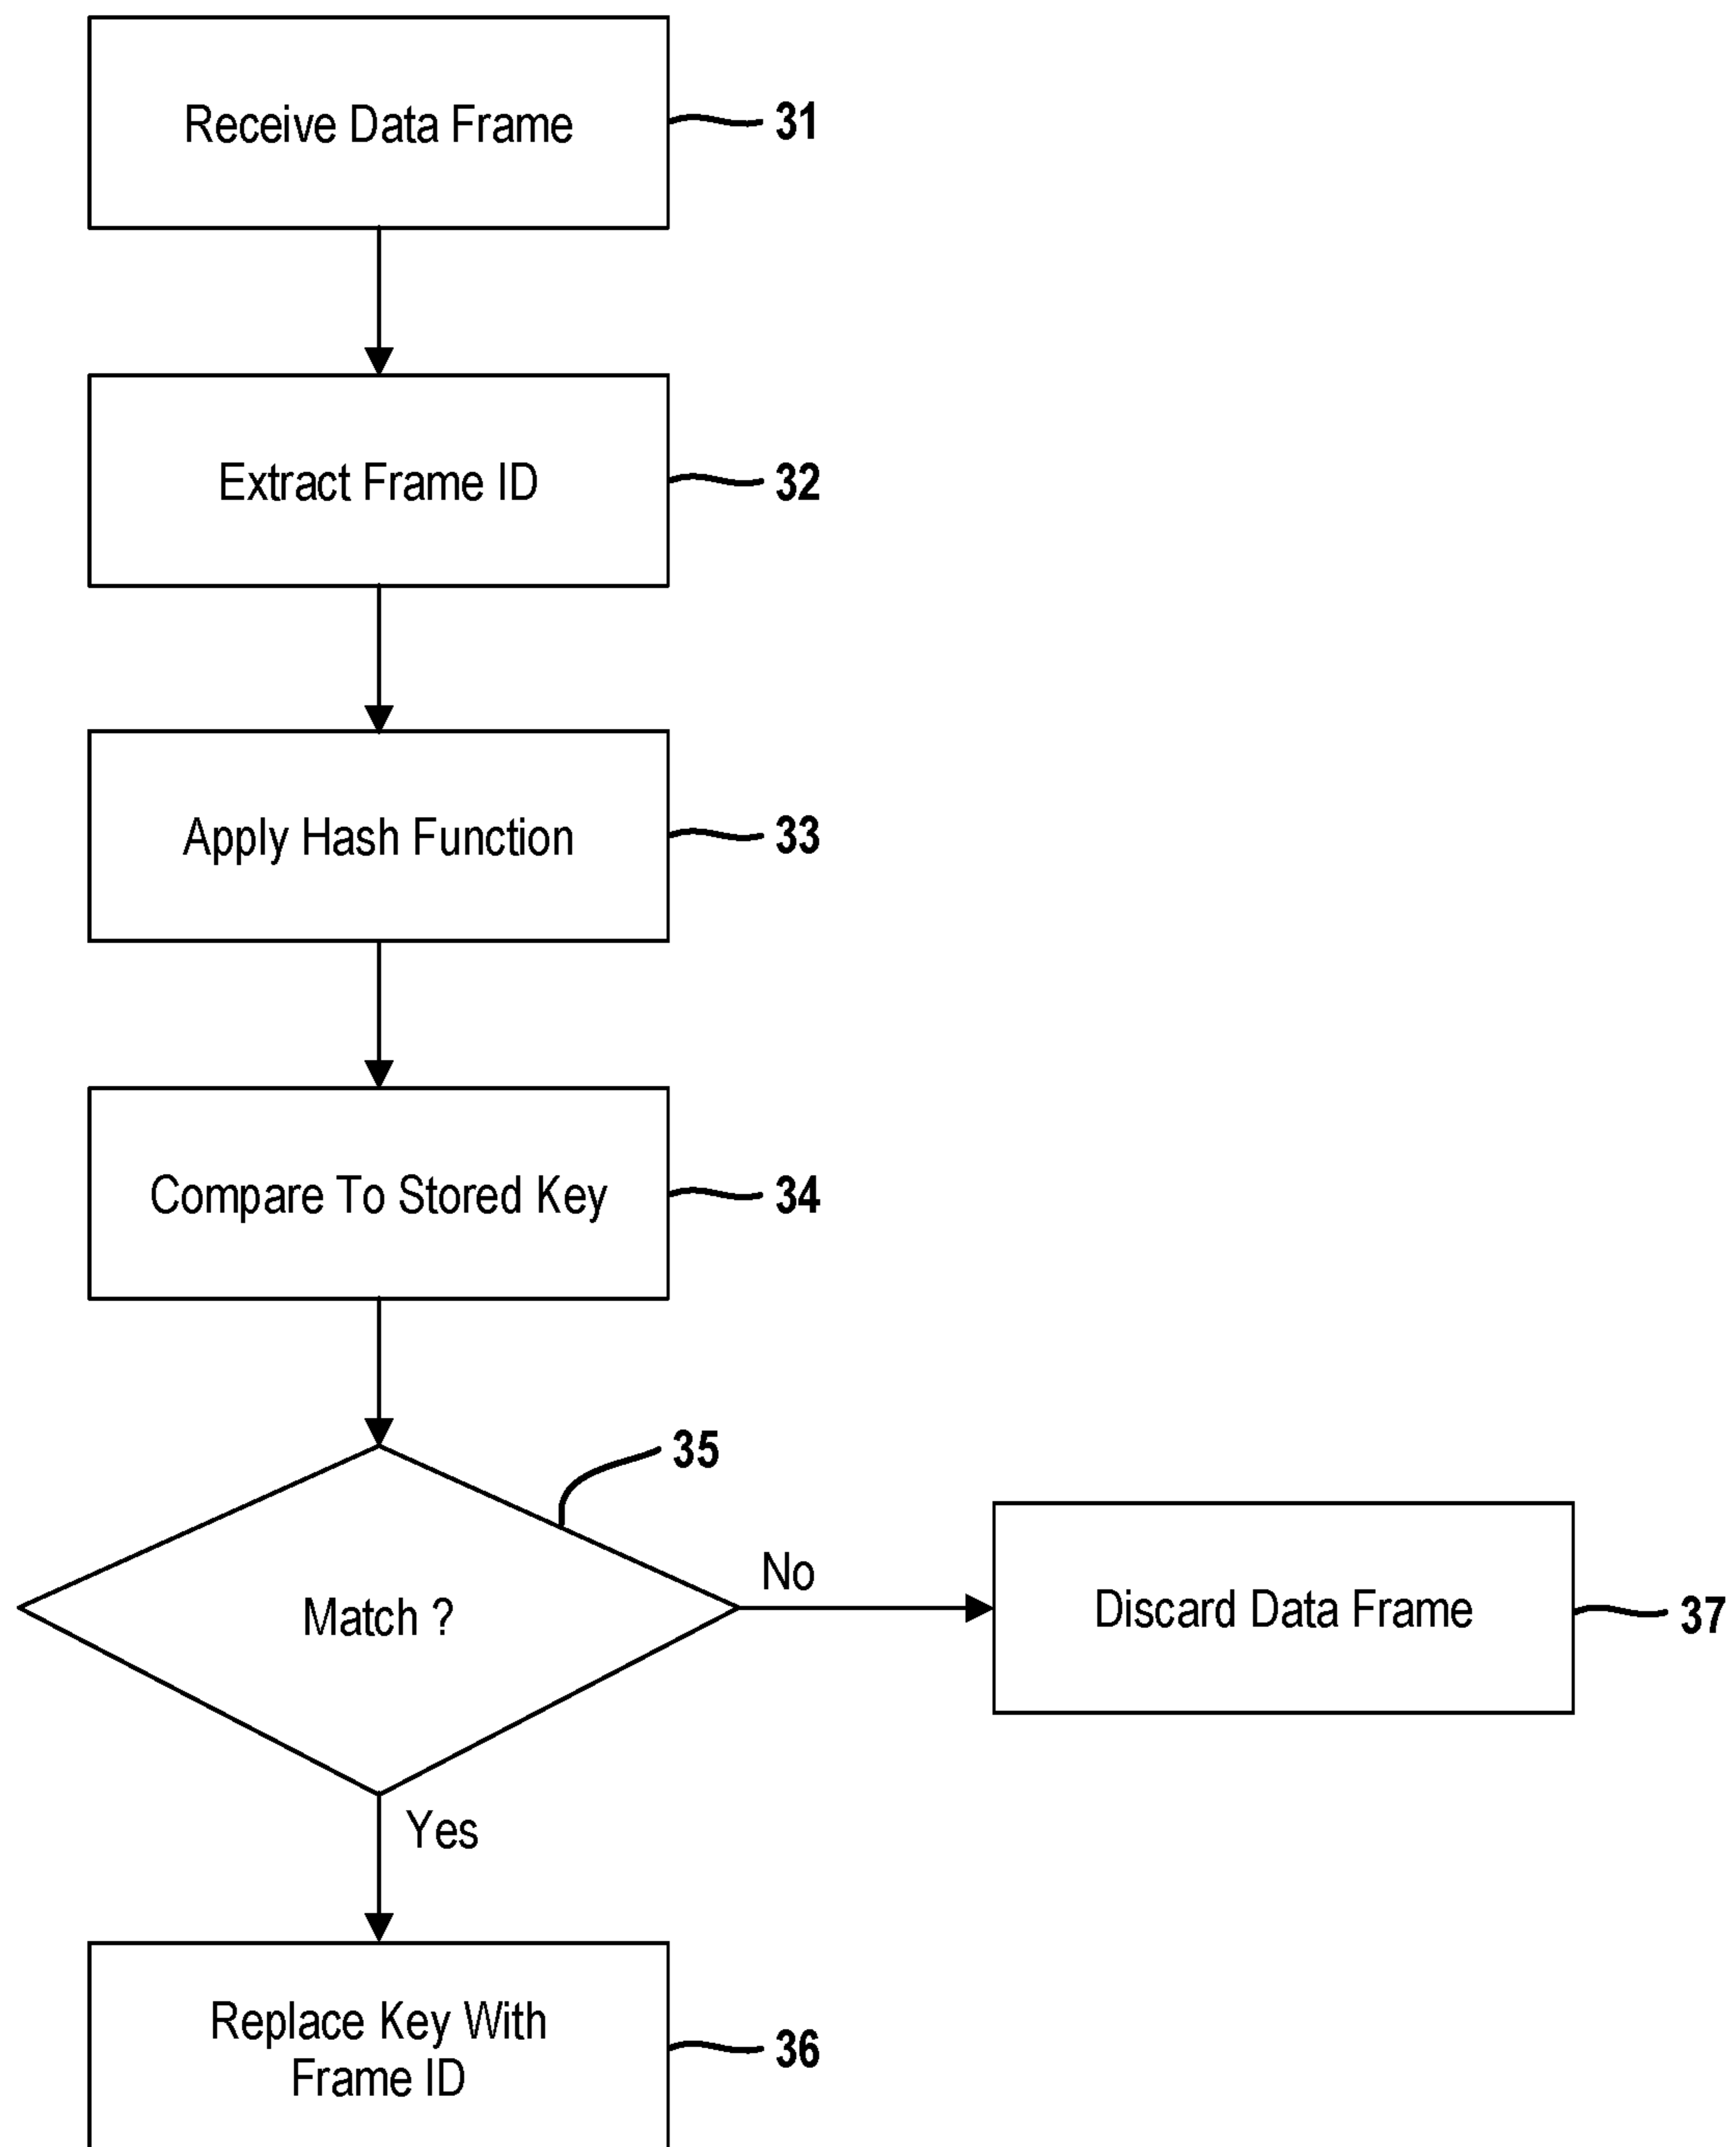 Receive Data Frame
31
Extract Frame ID
32
Apply Hash Function
33
Compare To Stored Key
34
35
Match ?
No
Discard Data Frame
37
Yes
Replace Key With
Frame ID
36